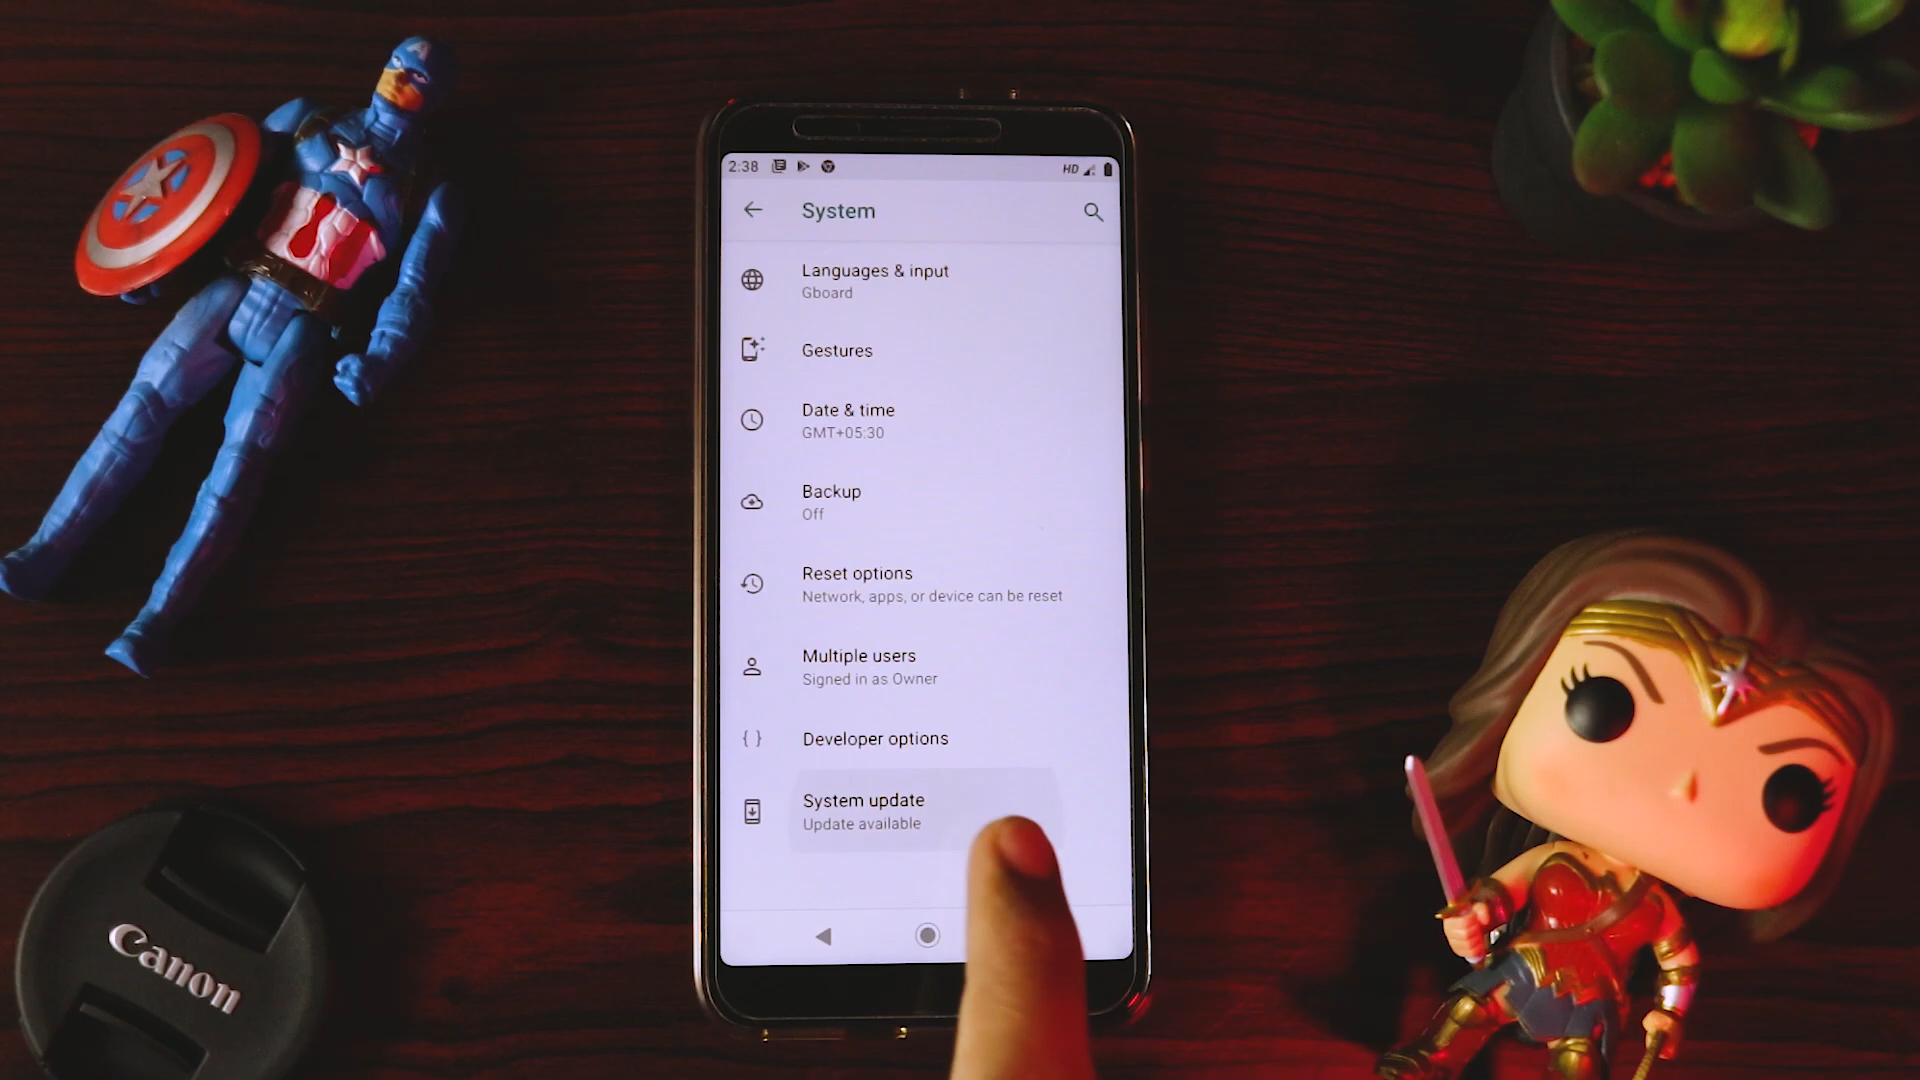 2:38
HD
System
Languages & input
Gboard
Gestures
Date & time
GMT+05:30
Backup
Off
Reset options
Network, apps, or device can be reset
Multiple users
Signed in as Owner
{ } Developer options
System update
Update available
Canon
A